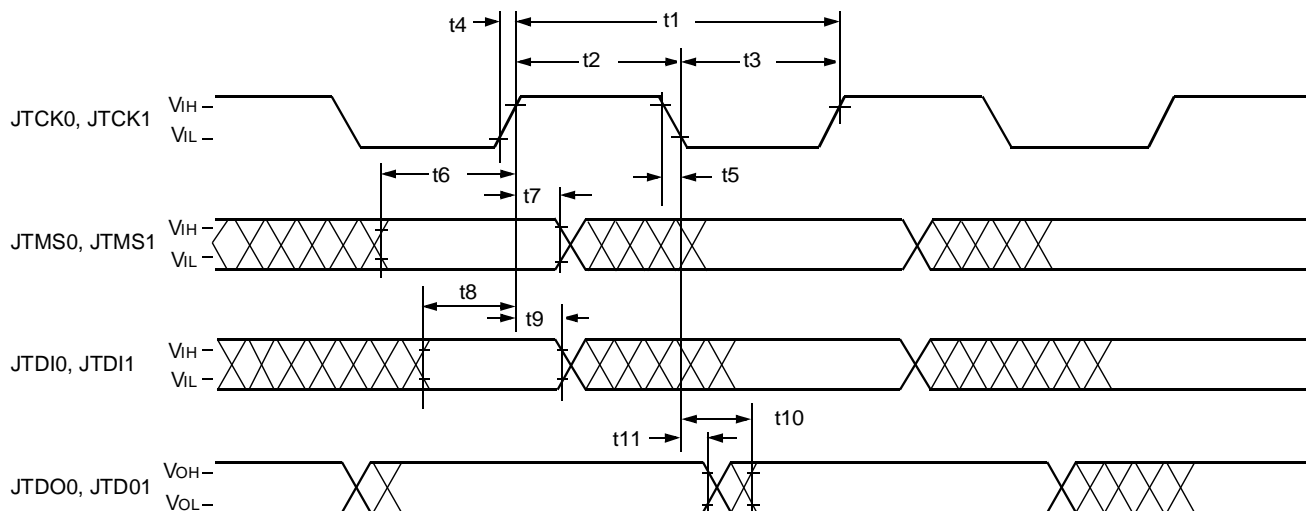 t4
t1
t2
t3
JTCK0, JTCK1
VIH
VIL
t6
t7
t5
JTMS0, JTMS1
VIH
VIL
t8
t9
JTDI0, JTDI1
VIH
VIL
t10
t11
JTDO0, JTD01
VOH
VOL